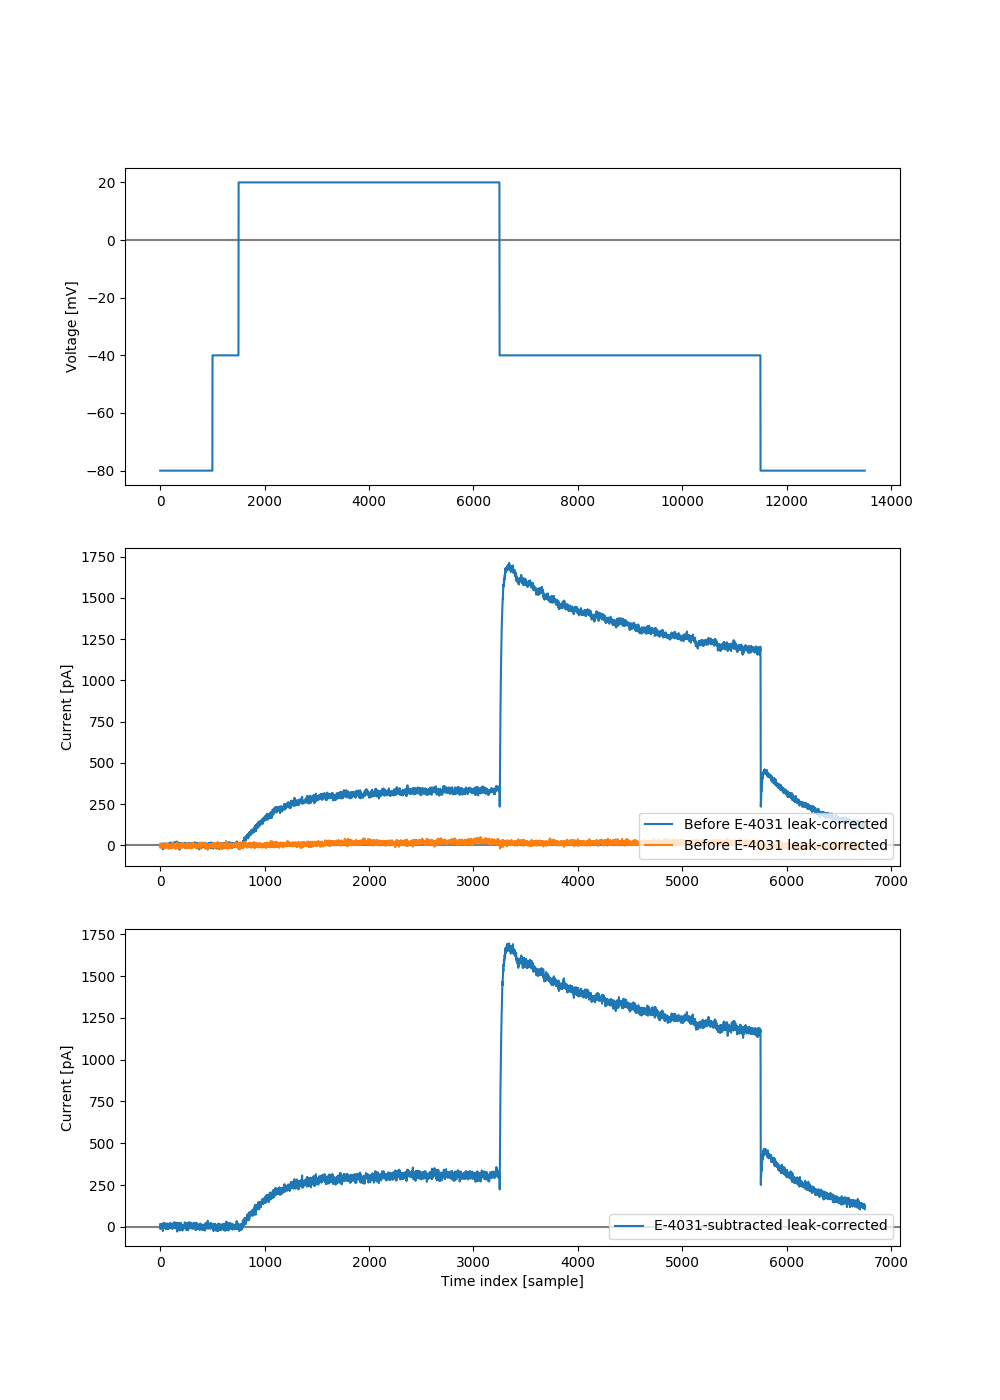 20
0
−20
−40
−60
−80
Voltage [mV]
0 2000 4000 6000 8000 10000 12000 14000
1750
1500
1250
1000
750
500
250
0
Current [pA]
Before E-4031 leak-corrected
Before E-4031 leak-corrected
0 1000 2000 3000 4000 5000 6000 7000
1750
1500
1250
1000
750
500
250
0
Current [pA]
E-4031-subtracted leak-corrected
0 1000 2000 3000 4000 5000 6000 7000
Time index [sample]